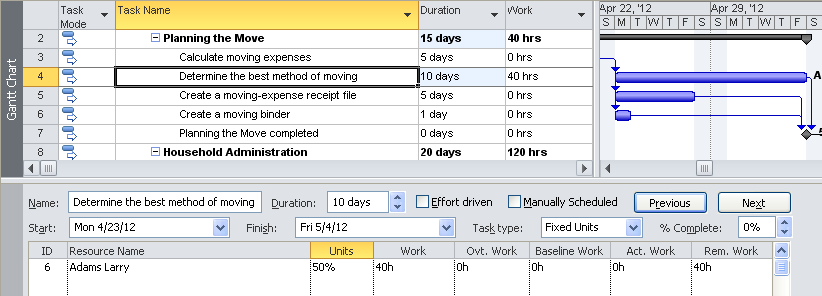 Gantt Chart
Task Mode Task Name Duration Work
Apr 22, '12 Apr 29, '12
S M T W T F S S M T W T F S
2 Planning the Move 15 days 40 hrs
3 Calculate moving expenses 5 days 0 hrs
4 Determine the best method of moving 10 days 40 hrs
5 Create a moving-expense receipt file 5 days 0 hrs
6 Create a moving binder 1 day 0 hrs
7 Planning the Move completed 0 days 0 hrs
8 Household Administration 20 days 120 hrs
Name: Determine the best method of moving Duration: 10 days Effort driven Manually Scheduled Previous Next
Start: Mon 4/23/12 Finish: Fri 5/4/12 Task type: Fixed Units % Complete: 0%
ID Resource Name Units Work Ovt. Work Baseline Work Act. Work Rem. Work
6 Adams Larry 50% 40h 0h 0h 0h 40h